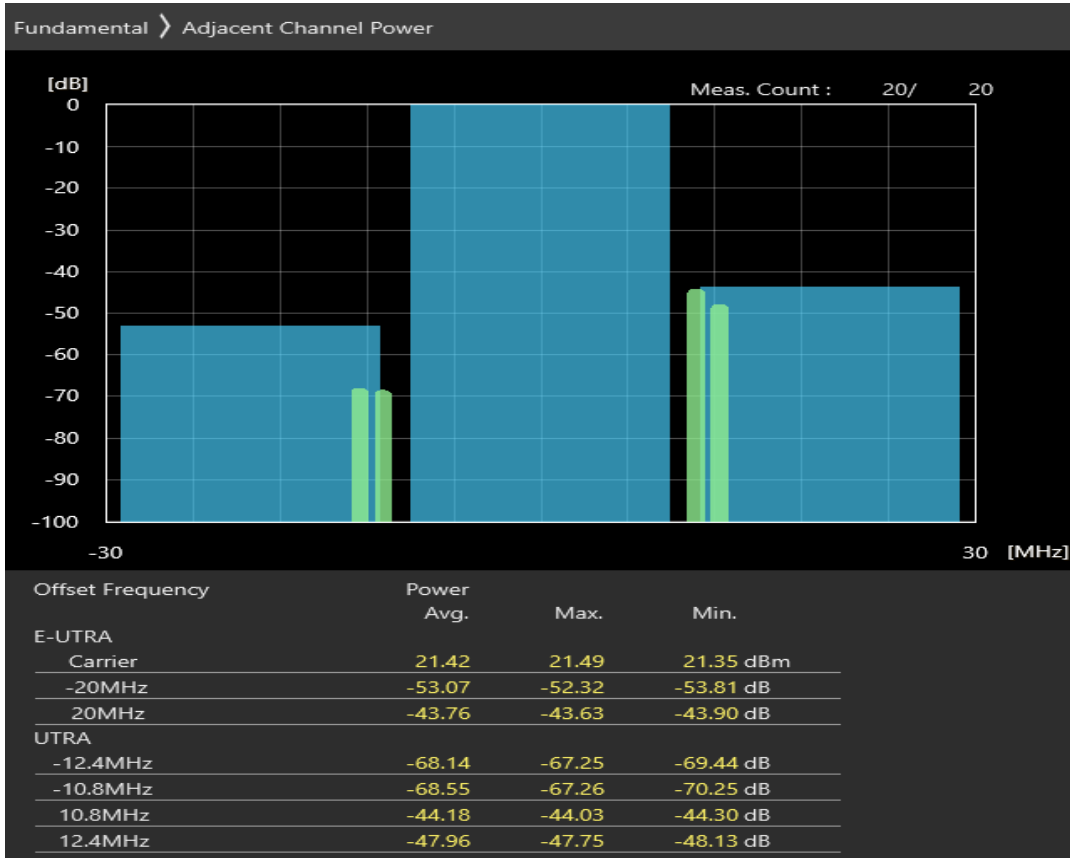 Fundamental ❯ Adjacent Channel Power
[dB]
Meas. Count : 20/ 20
0
-10
-20
-30
-40
-50
-60
-70
-80
-90
-100
-30 30 [MHz]
Offset Frequency Power
Avg. Max. Min.
E-UTRA
Carrier 21.42 21.49 21.35 dBm
-20MHz -53.07 -52.32 -53.81 dB
20MHz -43.76 -43.63 -43.90 dB
UTRA
-12.4MHz -68.14 -67.25 -69.44 dB
-10.8MHz -68.55 -67.26 -70.25 dB
10.8MHz -44.18 -44.03 -44.30 dB
12.4MHz -47.96 -47.75 -48.13 dB